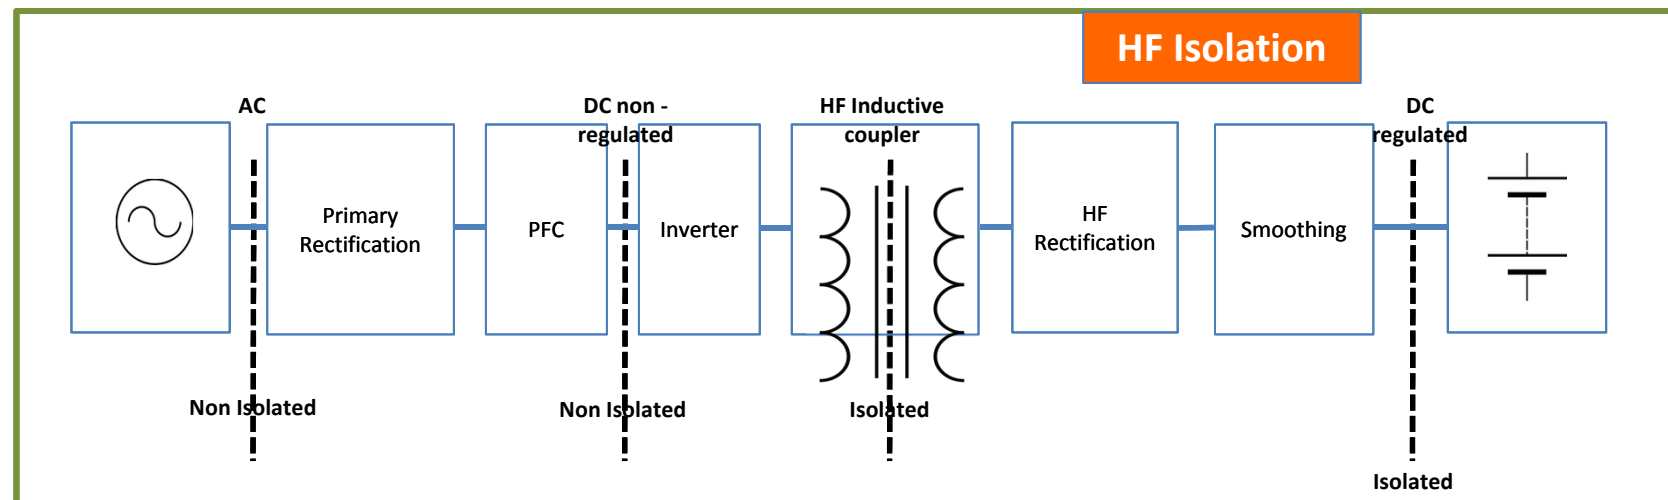 HF Isolation
AC
DC non -
regulated
HF Inductive
coupler
DC
regulated
Primary
Rectification
PFC
Inverter
HF
Rectification
Smoothing
Non Isolated
Non Isolated
Isolated
Isolated